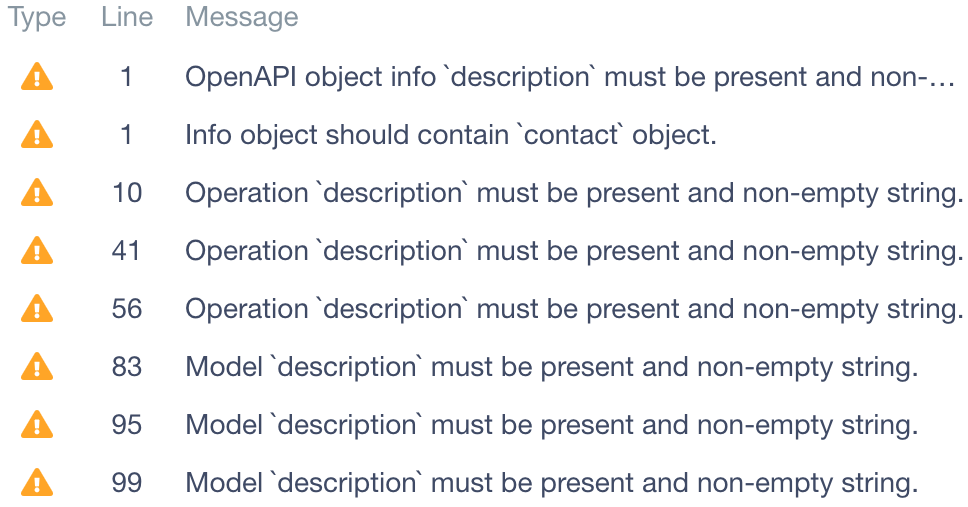 Type Line Message
1 OpenAPI object info `description` must be present and non-…
1 Info object should contain `contact` object.
10 Operation `description` must be present and non-empty string.
41 Operation `description` must be present and non-empty string.
56 Operation `description` must be present and non-empty string.
83 Model `description` must be present and non-empty string.
95 Model `description` must be present and non-empty string.
99 Model `description` must be present and non-empty string.